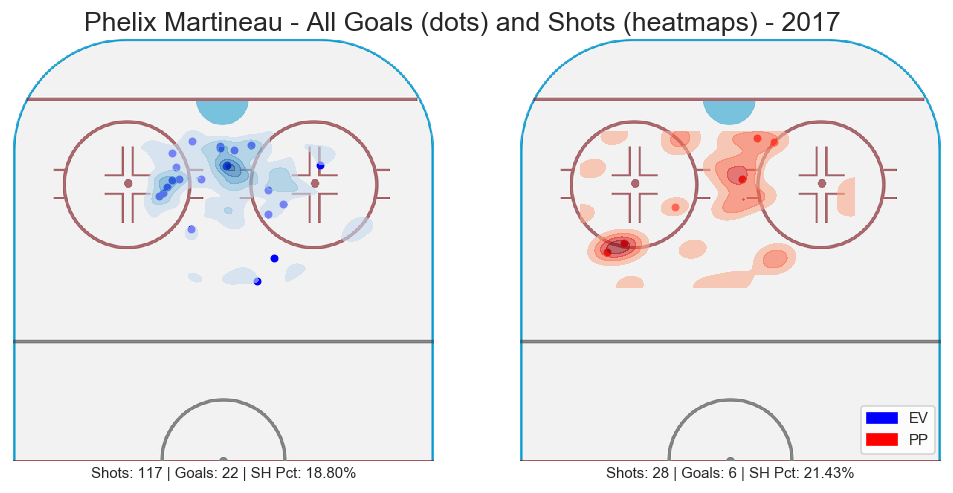 Phelix Martineau - All Goals (dots) and Shots (heatmaps) - 2017
EV
PP
Shots: 117 | Goals: 22 | SH Pct: 18.80%
Shots: 28 | Goals: 6 | SH Pct: 21.43%